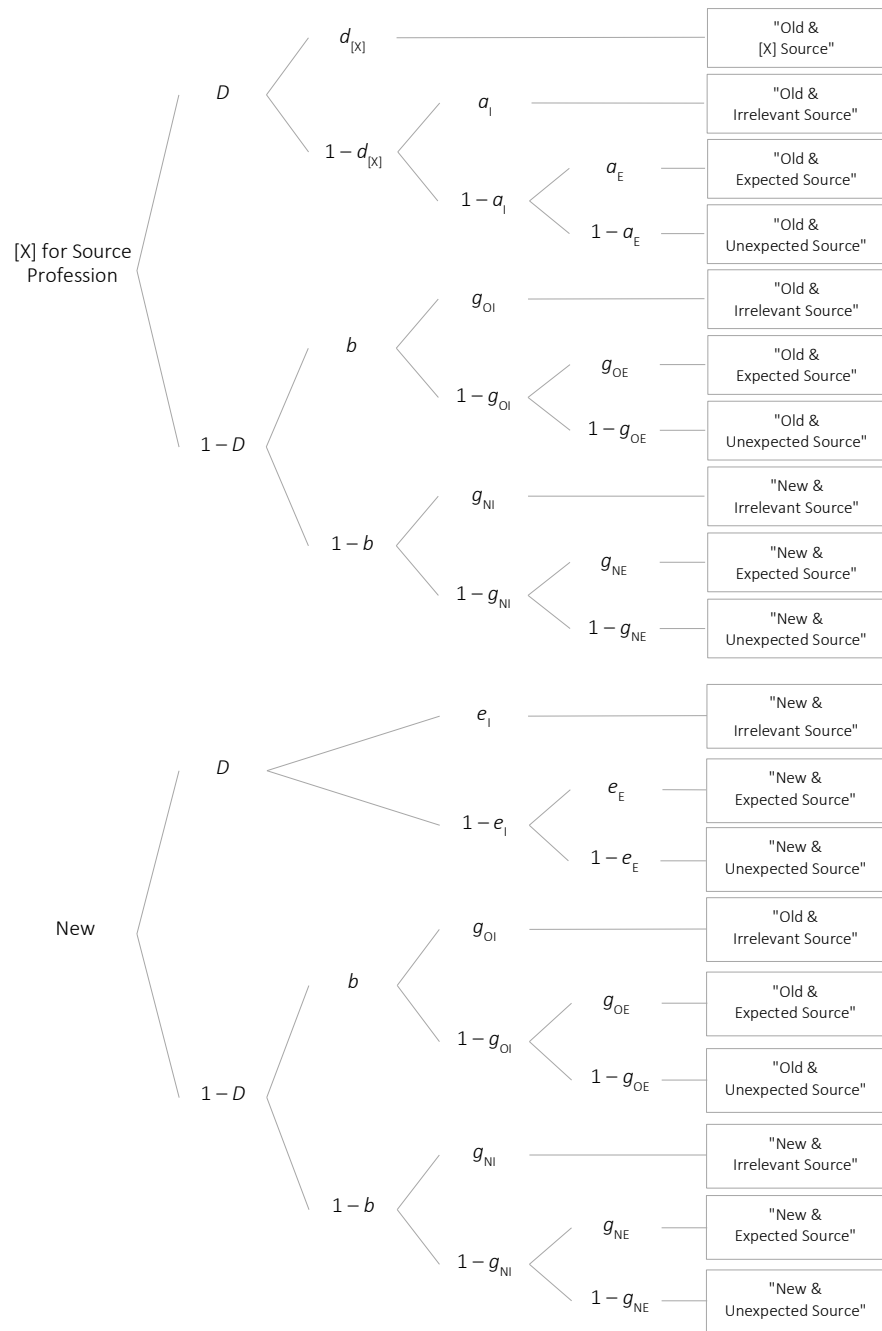 d[X]
"Old &
[X] Source"
D
aI
"Old &
Irrelevant Source"
1 – d[X]
aE
"Old &
Expected Source"
1 – aI
1 – aE
"Old &
Unexpected Source"
[X] for Source
Profession
gOI
"Old &
Irrelevant Source"
b
gOE
"Old &
Expected Source"
1 – gOI
1 – gOE
"Old &
Unexpected Source"
1 – D
gNI
"New &
Irrelevant Source"
1 – b
gNE
"New &
Expected Source"
1 – gNI
1 – gNE
"New &
Unexpected Source"
eI
"New &
Irrelevant Source"
D
eE
"New &
Expected Source"
1 – eI
1 – eE
"New &
Unexpected Source"
New
gOI
"Old &
Irrelevant Source"
b
gOE
"Old &
Expected Source"
1 – gOI
1 – gOE
"Old &
Unexpected Source"
1 – D
gNI
"New &
Irrelevant Source"
1 – b
gNE
"New &
Expected Source"
1 – gNI
1 – gNE
"New &
Unexpected Source"